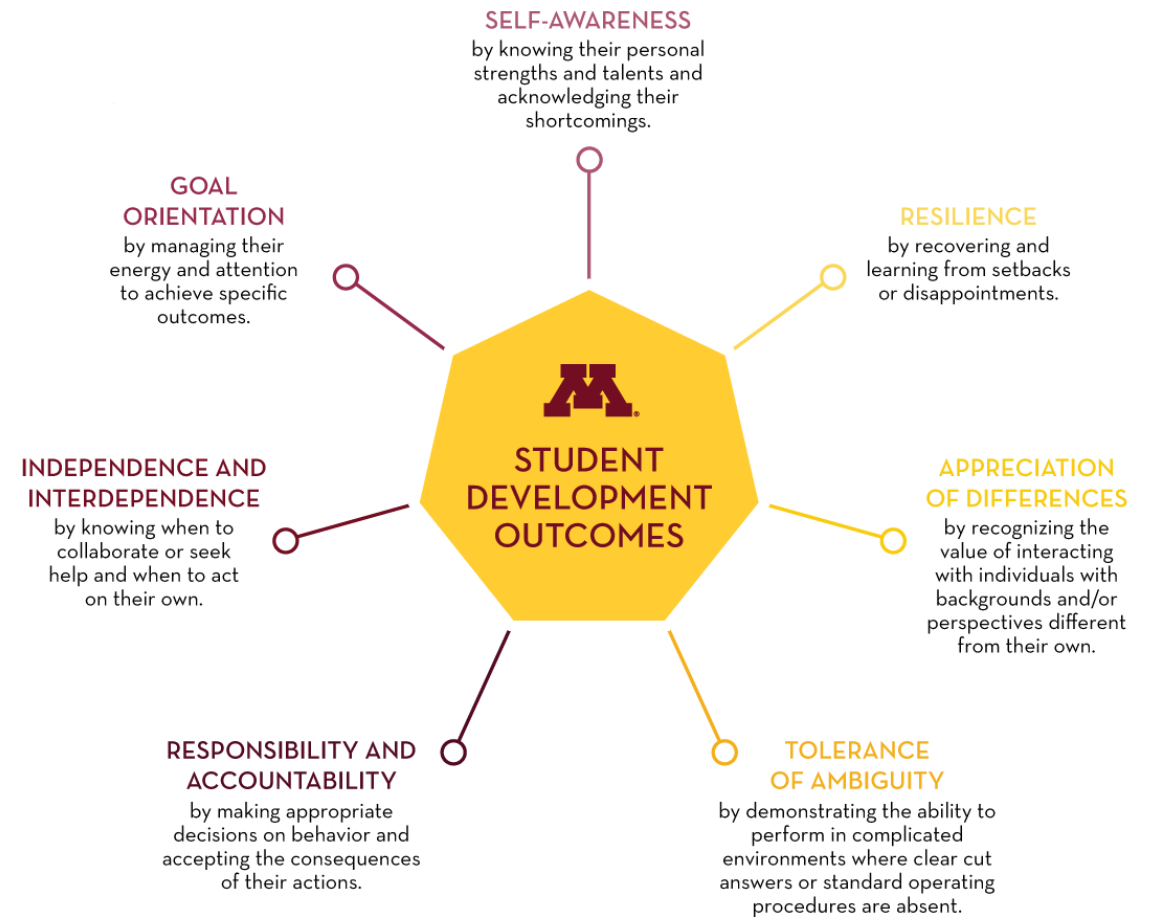 SELF-AWARENESS
by knowing their personal
strengths and talents and
acknowledging their
shortcomings.
RESILIENCE
by recovering and
learning from setbacks
or disappointments.
APPRECIATION
OF DIFFERENCES
by recognizing the
value of interacting
with individuals with
backgrounds and/or
perspectives different
from their own.
TOLERANCE
OF AMBIGUITY
by demonstrating the ability to
perform in complicated
environments where clear cut
answers or standard operating
procedures are absent.
RESPONSIBILITY AND
ACCOUNTABILITY
by making appropriate
decisions on behavior and
accepting the consequences
of their actions.
INDEPENDENCE AND
INTERDEPENDENCE
by knowing when to
collaborate or seek
help and when to act
on their own.
GOAL
ORIENTATION
by managing their
energy and attention
to achieve specific
outcomes.
M®
STUDENT
DEVELOPMENT
OUTCOMES